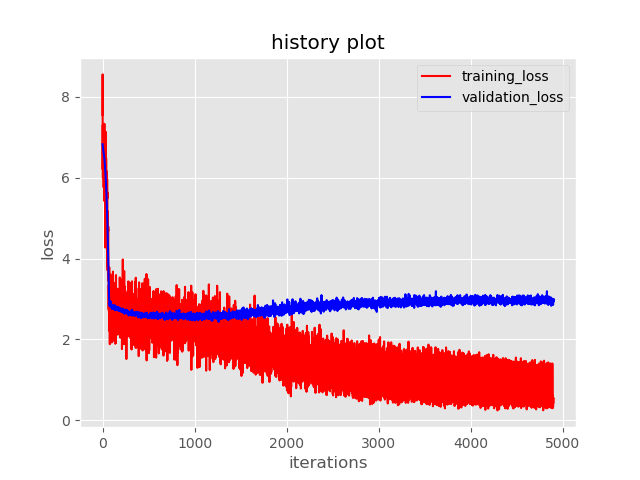 history plot
training_loss
validation_loss
8
6
4
2
0
loss
0 1000 2000 3000 4000 5000
iterations